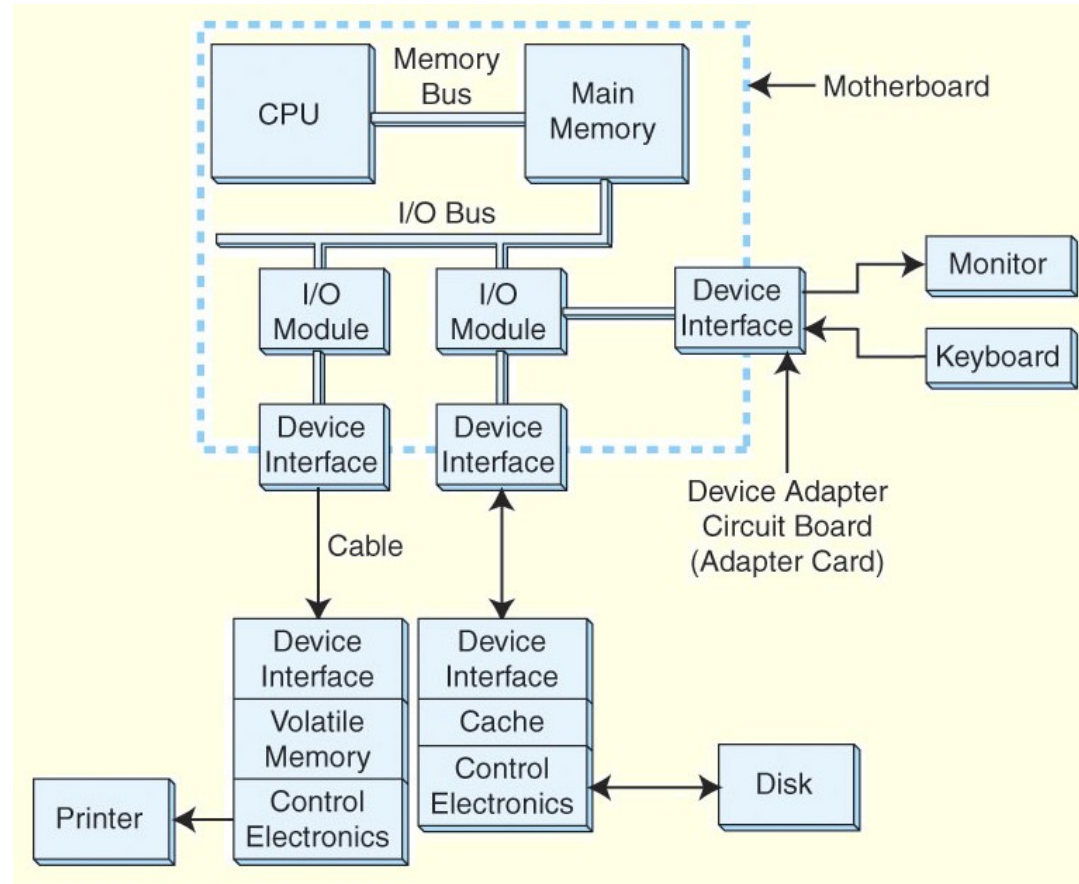 CPU
Memory
Bus
Main
Memory
Motherboard
I/O Bus
I/O
Module
I/O
Module
Device
Interface
Monitor
Keyboard
Device
Interface
Device
Interface
Device Adapter
Circuit Board
(Adapter Card)
Cable
Device
Interface
Volatile
Memory
Control
Electronics
Device
Interface
Cache
Control
Electronics
Printer
Disk